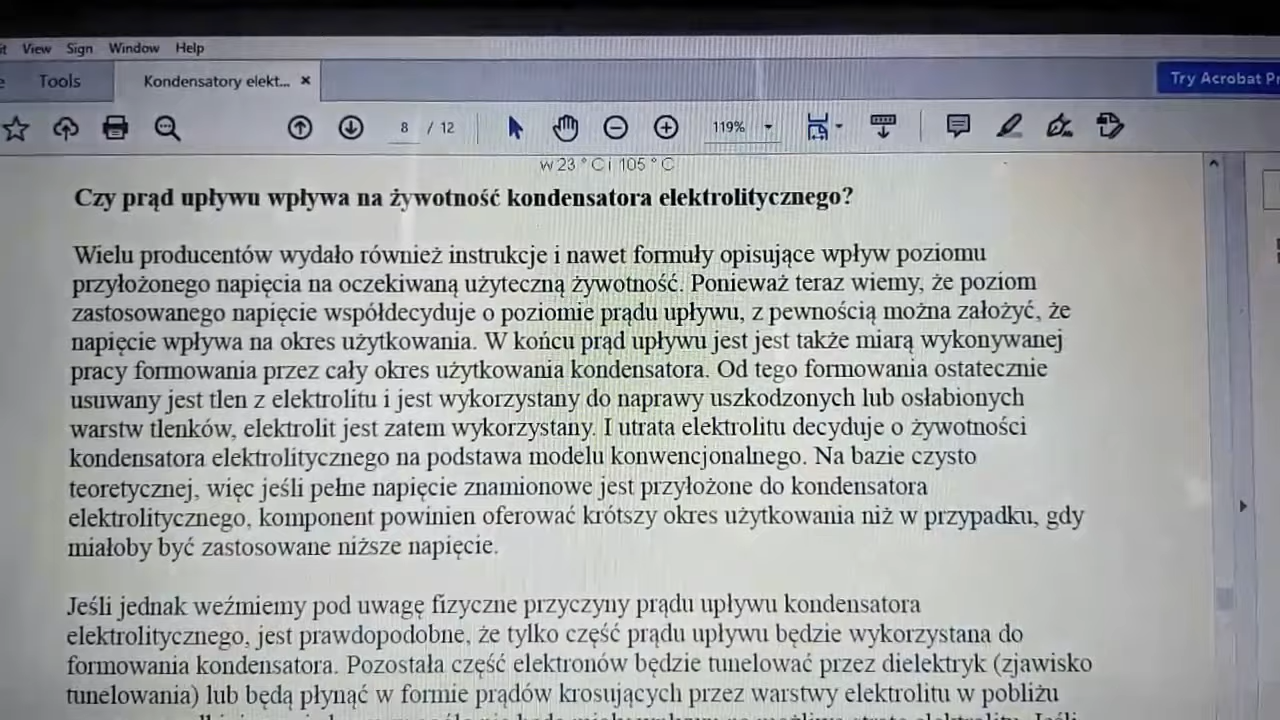 View Sign Window Help
Tools Kondensatory elekt... × Try Acrobat
8 / 12 119%
w 23 ° C i 105 ° C
Czy prąd upływu wpływa na żywotność kondensatora elektrolitycznego?
Wielu producentów wydało również instrukcje i nawet formuły opisujące wpływ poziomu
przyłożonego napięcia na oczekiwaną użyteczną żywotność. Ponieważ teraz wiemy, że poziom
zastosowanego napięcie współdecyduje o poziomie prądu upływu, z pewnością można założyć, że
napięcie wpływa na okres użytkowania. W końcu prąd upływu jest jest także miarą wykonywanej
pracy formowania przez cały okres użytkowania kondensatora. Od tego formowania ostatecznie
usuwany jest tlen z elektrolitu i jest wykorzystany do naprawy uszkodzonych lub osłabionych
warstw tlenków, elektrolit jest zatem wykorzystany. I utrata elektrolitu decyduje o żywotności
kondensatora elektrolitycznego na podstawa modelu konwencjonalnego. Na bazie czysto
teoretycznej, więc jeśli pełne napięcie znamionowe jest przyłożone do kondensatora
elektrolitycznego, komponent powinien oferować krótszy okres użytkowania niż w przypadku, gdy
miałoby być zastosowane niższe napięcie.
Jeśli jednak weźmiemy pod uwagę fizyczne przyczyny prądu upływu kondensatora
elektrolitycznego, jest prawdopodobne, że tylko część prądu upływu będzie wykorzystana do
formowania kondensatora. Pozostała część elektronów będzie tunelować przez dielektryk (zjawisko
tunelowania) lub będą płynąć w formie prądów krosujących przez warstwy elektrolitu w pobliżu